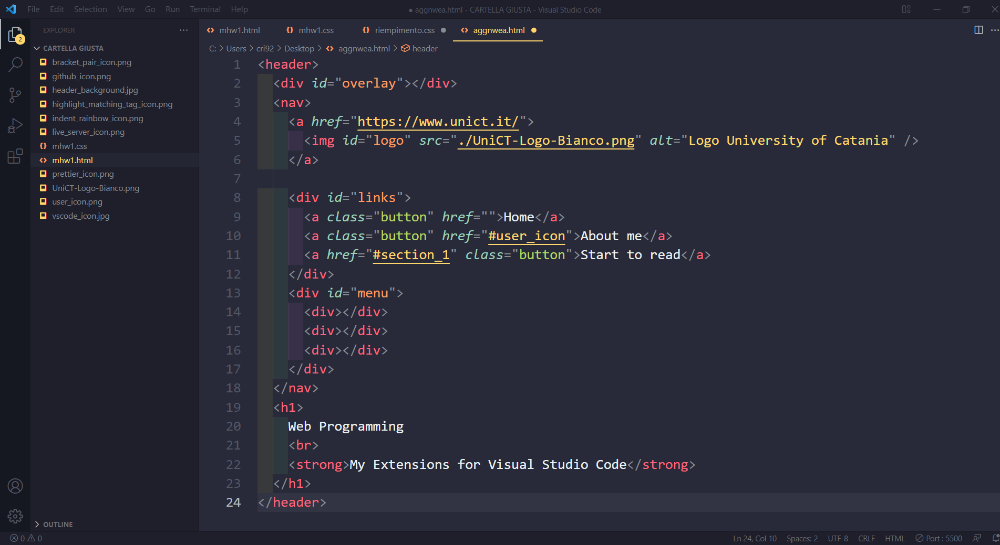 File Edit Selection View Go Run Terminal Help
● aggnwea.html - CARTELLA GIUSTA - Visual Studio Code
2
EXPLORER
CARTELLA GIUSTA
bracket_pair_icon.png
github_icon.png
header_background.jpg
highlight_matching_tag_icon.png
indent_rainbow_icon.png
live_server_icon.png
mhw1.css
mhw1.html
prettier_icon.png
UniCT-Logo-Bianco.png
user_icon.png
vscode_icon.jpg
OUTLINE
mhw1.html mhw1.css riempimento.css ● aggnwea.html ●
C: > Users > cri92 > Desktop > aggnwea.html > header
1 <header>
2 <div id="overlay"></div>
3 <nav>
4 <a href="https://www.unict.it/">
5 <img id="logo" src="./UniCT-Logo-Bianco.png" alt="Logo University of Catania" />
6 </a>
7
8 <div id="links">
9 <a class="button" href="">Home</a>
10 <a class="button" href="#user_icon">About me</a>
11 <a href="#section_1" class="button">Start to read</a>
12 </div>
13 <div id="menu">
14 <div></div>
15 <div></div>
16 <div></div>
17 </div>
18 </nav>
19 <h1>
20 Web Programming
21 <br>
22 <strong>My Extensions for Visual Studio Code</strong>
23 </h1>
24 </header>
0 0
Ln 24, Col 10 Spaces: 2 UTF-8 CRLF HTML Port : 5500